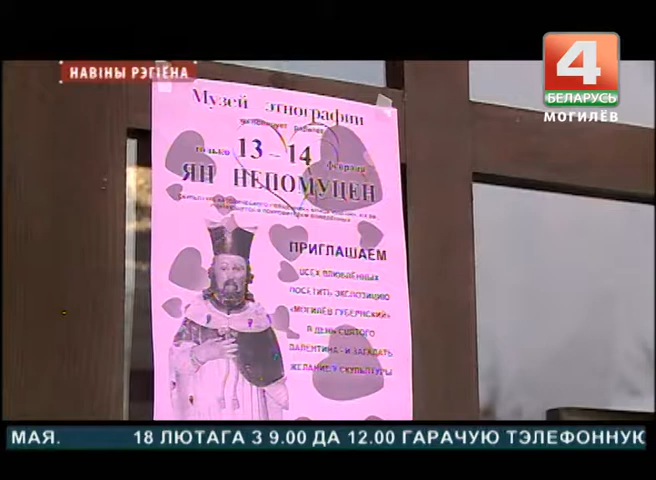 НАВІНЫ РЭГІЁНА
4
БЕЛАРУСЬ
МОГИЛЁВ
Музей этнографии
только 13 - 14 февраля
ЯН НЕПОМУЦЕН
ПРИГЛАШАЕМ
ВСЕХ ВЛЮБЛЁННЫХ
ПОСЕТИТЬ ЭКСПОЗИЦИЮ
«МОГИЛЕВ ГУБЕРНСКИЙ»
В ДЕНЬ СВЯТОГО
ВАЛЕНТИНА - И ЗАГАДАТЬ
ЖЕЛАНИЕ У СКУЛЬПТУРЫ
МАЯ. 18 ЛЮТАГА З 9.00 ДА 12.00 ГАРАЧУЮ ТЭЛЕФОННУК